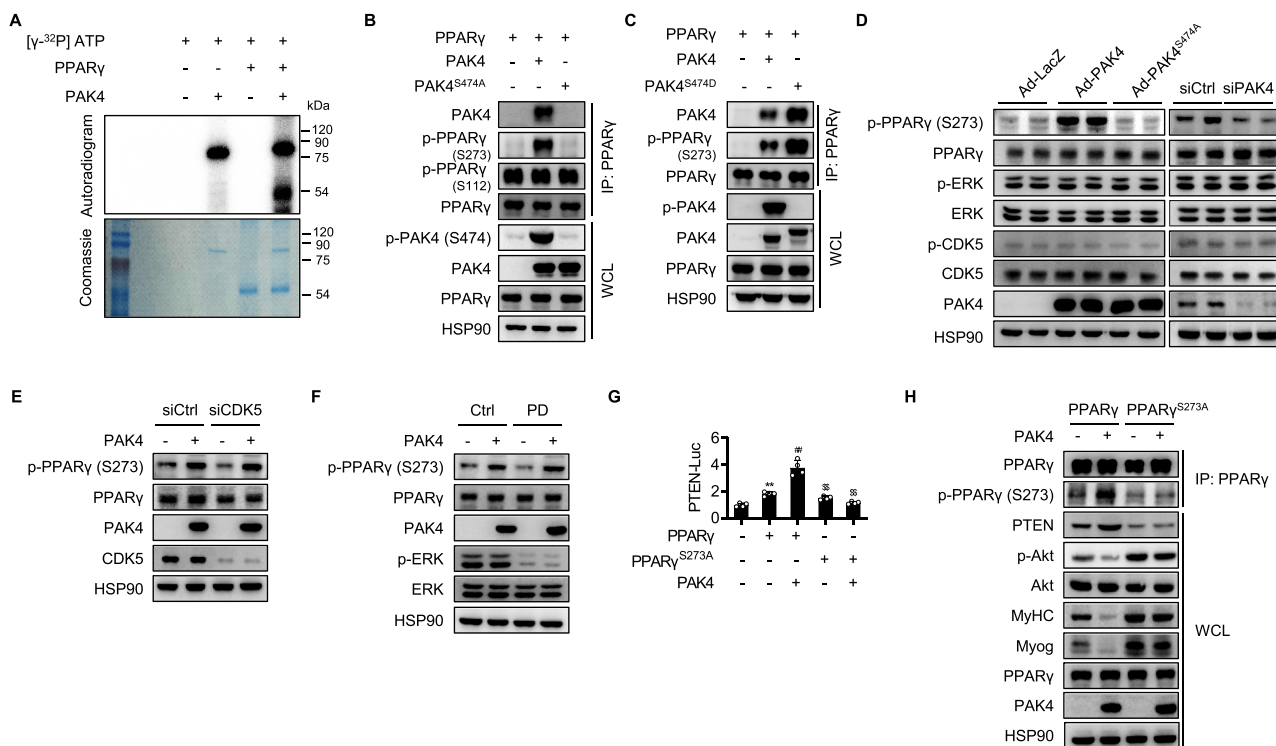 A
[γ-³²P] ATP + + + +
PPARγ - - + +
PAK4 - + - +
kDa
Autoradiogram
120
90
75
54
Coomassie
120
90
75
54
B
PPARγ + + +
PAK4 - + -
PAK4ˢ⁴⁷⁴ᴬ - - +
PAK4
p-PPARγ
(S273)
p-PPARγ
(S112)
PPARγ
IP: PPARγ
p-PAK4 (S474)
PAK4
PPARγ
HSP90
WCL
C
PPARγ + + +
PAK4 - + -
PAK4ˢ⁴⁷⁴ᴰ - - +
PAK4
p-PPARγ
(S273)
PPARγ
IP: PPARγ
p-PAK4
PAK4
PPARγ
HSP90
WCL
D
Ad-LacZ
Ad-PAK4
Ad-PAK4ˢ⁴⁷⁴ᴬ
siCtrl siPAK4
p-PPARγ (S273)
PPARγ
p-ERK
ERK
p-CDK5
CDK5
PAK4
HSP90
E
siCtrl siCDK5
PAK4 - + - +
p-PPARγ (S273)
PPARγ
PAK4
CDK5
HSP90
F
Ctrl PD
PAK4 - + - +
p-PPARγ (S273)
PPARγ
PAK4
p-ERK
ERK
HSP90
G
PTEN-Luc
6
4
2
0
**
##
$$
$$
PPARγ - + + - -
PPARγˢ²⁷³ᴬ - - - + +
PAK4 - - + - +
H
PPARγ PPARγˢ²⁷³ᴬ
PAK4 - + - +
PPARγ
p-PPARγ (S273)
IP: PPARγ
PTEN
p-Akt
Akt
MyHC
Myog
PPARγ
PAK4
HSP90
WCL